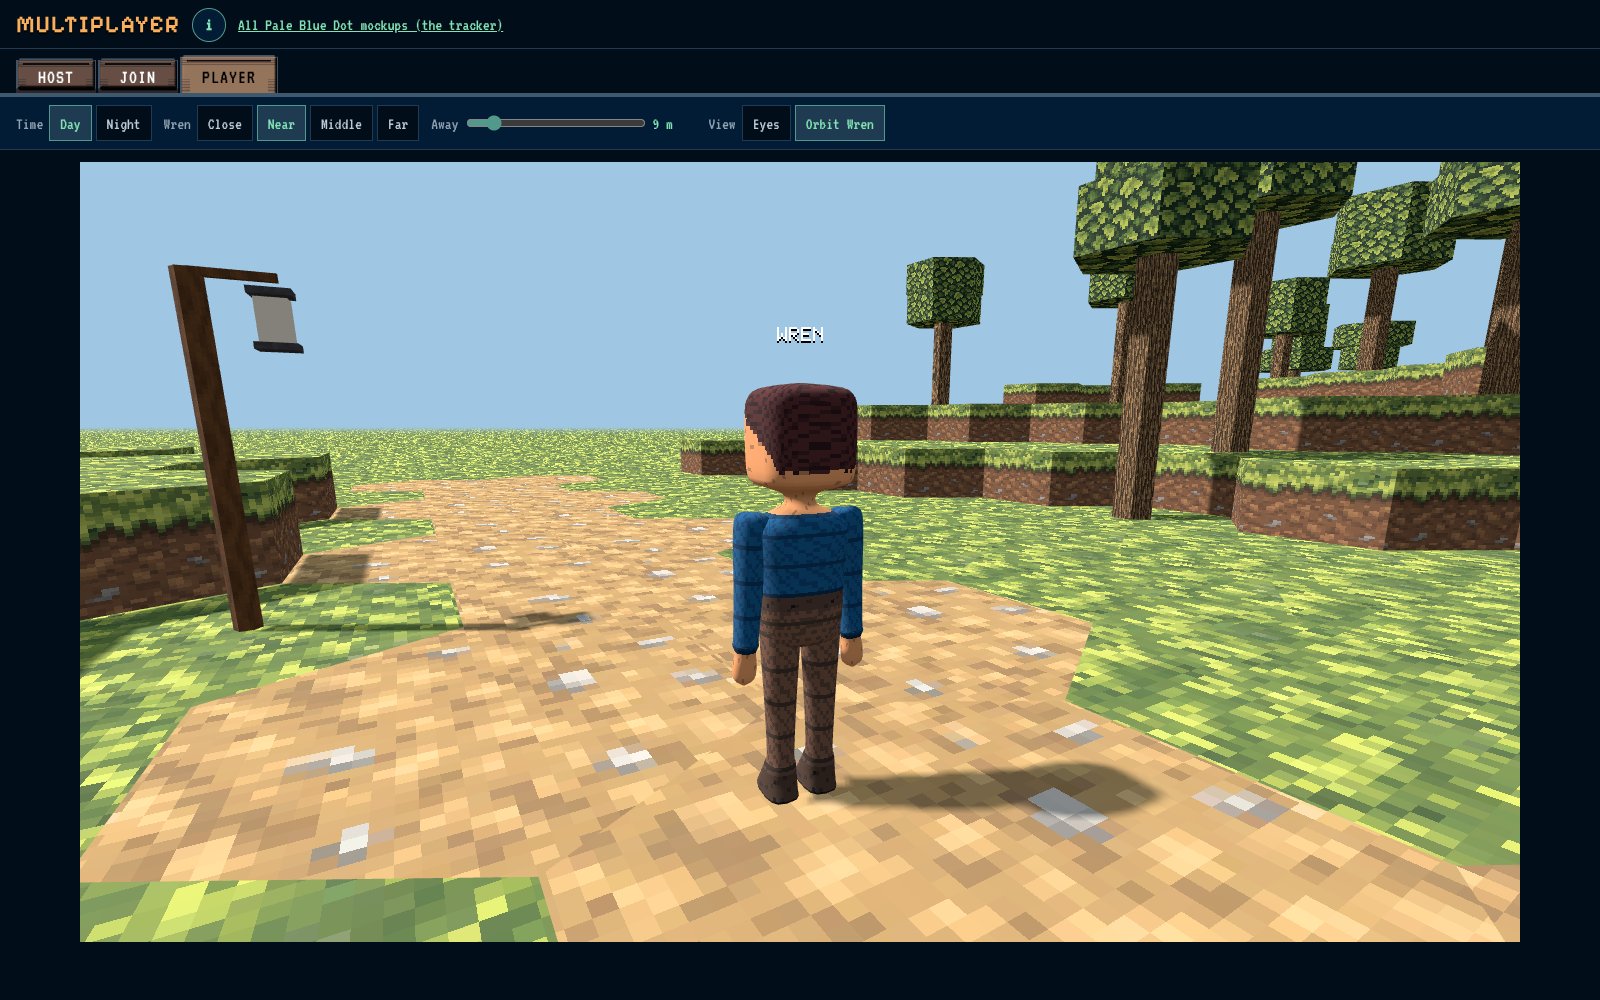 MULTIPLAYER i All Pale Blue Dot mockups (the tracker)
HOST JOIN PLAYER
Time Day Night Wren Close Near Middle Far Away 9 m View Eyes Orbit Wren
WREN